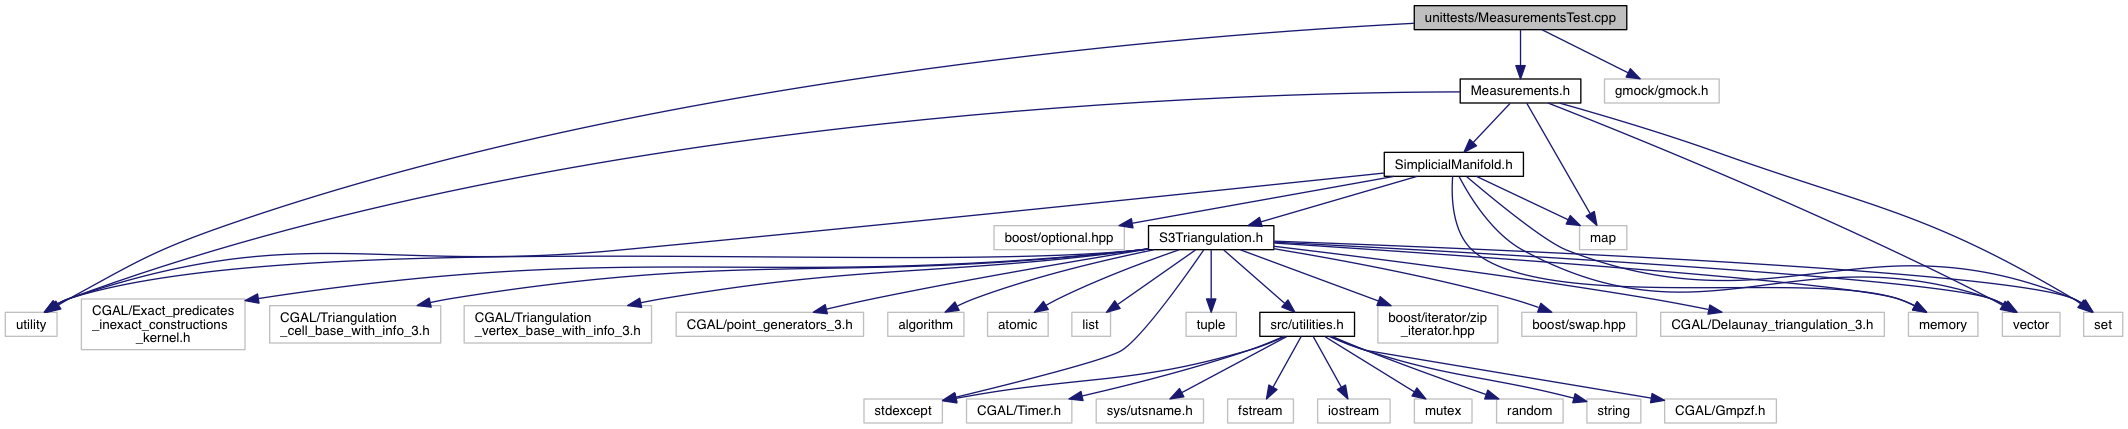 unittests/MeasurementsTest.cpp
Measurements.h
gmock/gmock.h
SimplicialManifold.h
boost/optional.hpp
S3Triangulation.h
map
utility
CGAL/Exact_predicates
_inexact_constructions
_kernel.h
CGAL/Triangulation
_cell_base_with_info_3.h
CGAL/Triangulation
_vertex_base_with_info_3.h
CGAL/point_generators_3.h
algorithm
atomic
list
tuple
src/utilities.h
boost/iterator/zip
_iterator.hpp
boost/swap.hpp
CGAL/Delaunay_triangulation_3.h
memory
vector
set
stdexcept
CGAL/Timer.h
sys/utsname.h
fstream
iostream
mutex
random
string
CGAL/Gmpzf.h